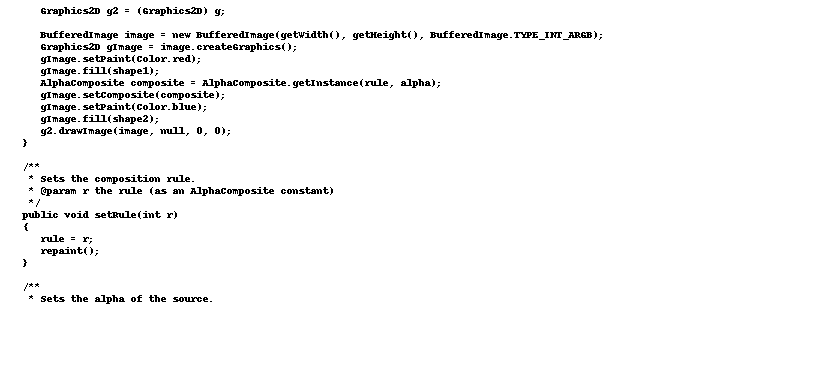 Graphics2D g2 = (Graphics2D) g;
BufferedImage image = new BufferedImage(getWidth(), getHeight(), BufferedImage.TYPE_INT_ARGB);
Graphics2D gImage = image.createGraphics();
gImage.setPaint(Color.red);
gImage.fill(shape1);
AlphaComposite composite = AlphaComposite.getInstance(rule, alpha);
gImage.setComposite(composite);
gImage.setPaint(Color.blue);
gImage.fill(shape2);
g2.drawImage(image, null, 0, 0);
}
/**
* Sets the composition rule.
* @param r the rule (as an AlphaComposite constant)
*/
public void setRule(int r)
{
rule = r;
repaint();
}
/**
* Sets the alpha of the source.